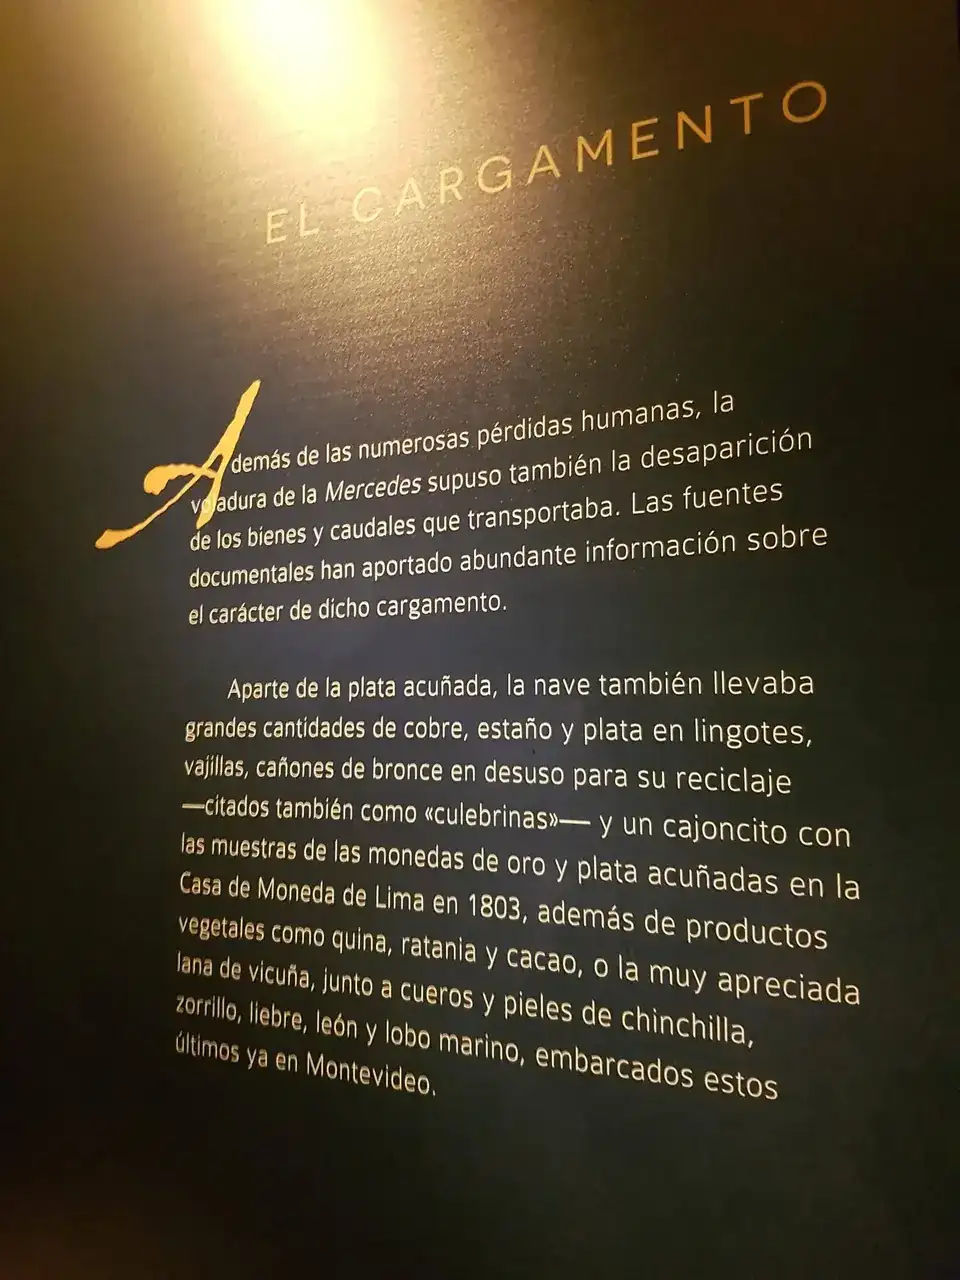 EL CARGAMENTO
Además de las numerosas pérdidas humanas, la
voladura de la Mercedes supuso también la desaparición
de los bienes y caudales que transportaba. Las fuentes
documentales han aportado abundante información sobre
el carácter de dicho cargamento.
Aparte de la plata acuñada, la nave también llevaba
grandes cantidades de cobre, estaño y plata en lingotes,
vajillas, cañones de bronce en desuso para su reciclaje
—citados también como «culebrinas»— y un cajoncito con
las muestras de las monedas de oro y plata acuñadas en la
Casa de Moneda de Lima en 1803, además de productos
vegetales como quina, ratania y cacao, o la muy apreciada
lana de vicuña, junto a cueros y pieles de chinchilla,
zorrillo, liebre, león y lobo marino, embarcados estos
últimos ya en Montevideo.